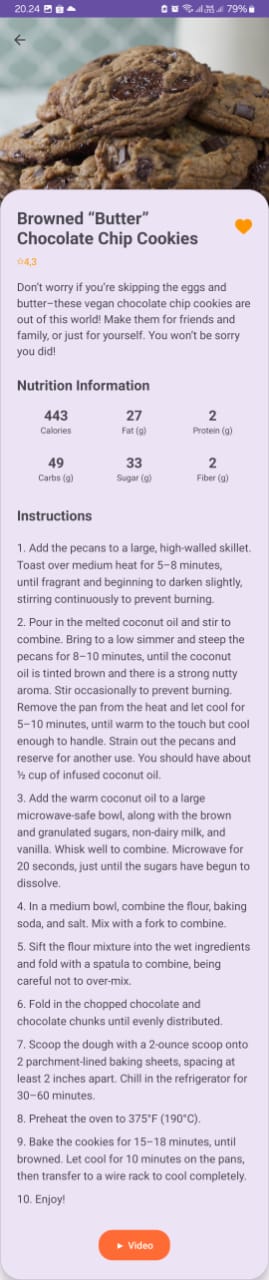 20.24 79%
Browned “Butter”
Chocolate Chip Cookies
☆4,3
Don’t worry if you’re skipping the eggs and
butter–these vegan chocolate chip cookies are
out of this world! Make them for friends and
family, or just for yourself. You won’t be sorry
you did!
Nutrition Information
443 27 2
Calories Fat (g) Protein (g)
49 33 2
Carbs (g) Sugar (g) Fiber (g)
Instructions
1. Add the pecans to a large, high-walled skillet.
Toast over medium heat for 5–8 minutes,
until fragrant and beginning to darken slightly,
stirring continuously to prevent burning.
2. Pour in the melted coconut oil and stir to
combine. Bring to a low simmer and steep the
pecans for 8–10 minutes, until the coconut
oil is tinted brown and there is a strong nutty
aroma. Stir occasionally to prevent burning.
Remove the pan from the heat and let cool for
5–10 minutes, until warm to the touch but cool
enough to handle. Strain out the pecans and
reserve for another use. You should have about
½ cup of infused coconut oil.
3. Add the warm coconut oil to a large
microwave-safe bowl, along with the brown
and granulated sugars, non-dairy milk, and
vanilla. Whisk well to combine. Microwave for
20 seconds, just until the sugars have begun to
dissolve.
4. In a medium bowl, combine the flour, baking
soda, and salt. Mix with a fork to combine.
5. Sift the flour mixture into the wet ingredients
and fold with a spatula to combine, being
careful not to over-mix.
6. Fold in the chopped chocolate and
chocolate chunks until evenly distributed.
7. Scoop the dough with a 2-ounce scoop onto
2 parchment-lined baking sheets, spacing at
least 2 inches apart. Chill in the refrigerator for
30–60 minutes.
8. Preheat the oven to 375°F (190°C).
9. Bake the cookies for 15–18 minutes, until
browned. Let cool for 10 minutes on the pans,
then transfer to a wire rack to cool completely.
10. Enjoy!
► Video